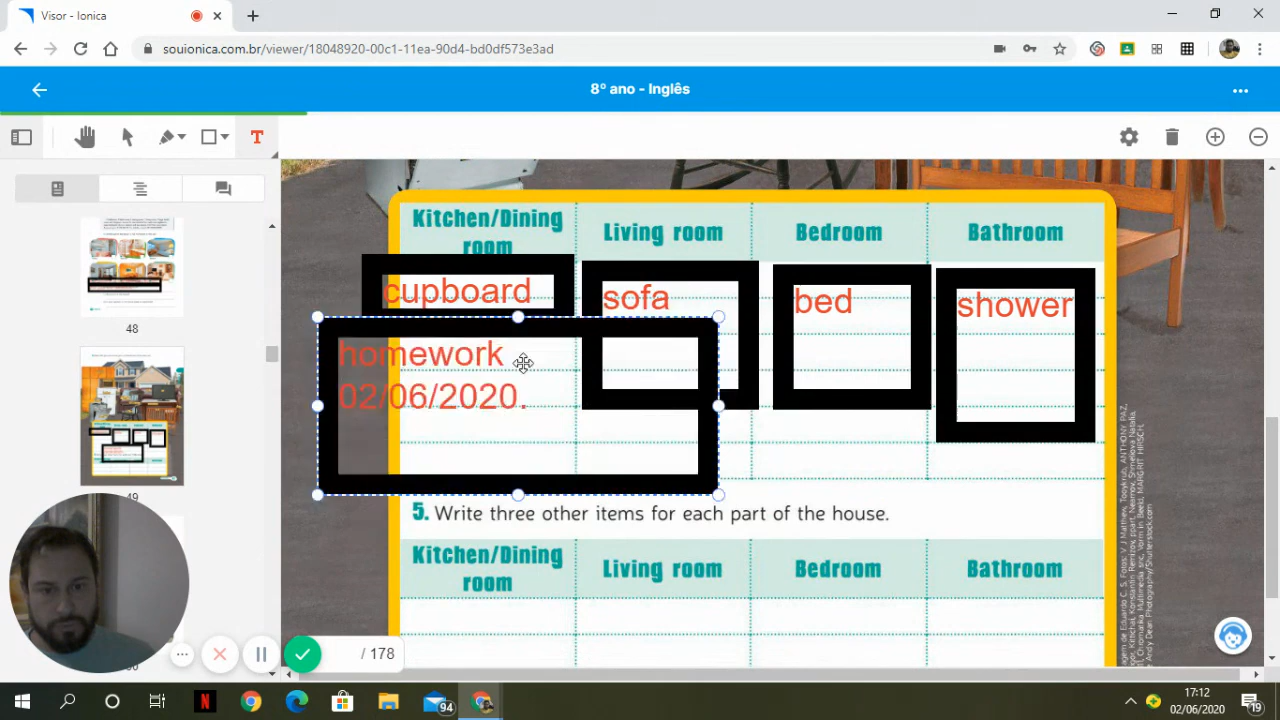 Visor - Ionica
souionica.com.br/viewer/18048920-00c1-11ea-90d4-bd0df573e3ad
8º ano - Inglês
48
49
Kitchen/Dining
room
Living room
Bedroom
Bathroom
cupboard
sofa
bed
shower
homework
02/06/2020.
5. Write three other items for each part of the house.
Kitchen/Dining
room
Living room
Bedroom
Bathroom
/ 178
94
17:12
02/06/2020
19